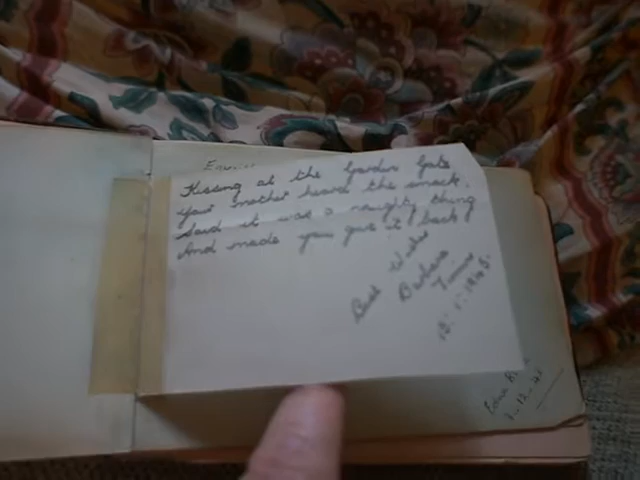 Kissing at the Garden Gate
Your mother heard the smack.
Said it was a naughty thing
And made you give it back!
Best Wishes
Barbara